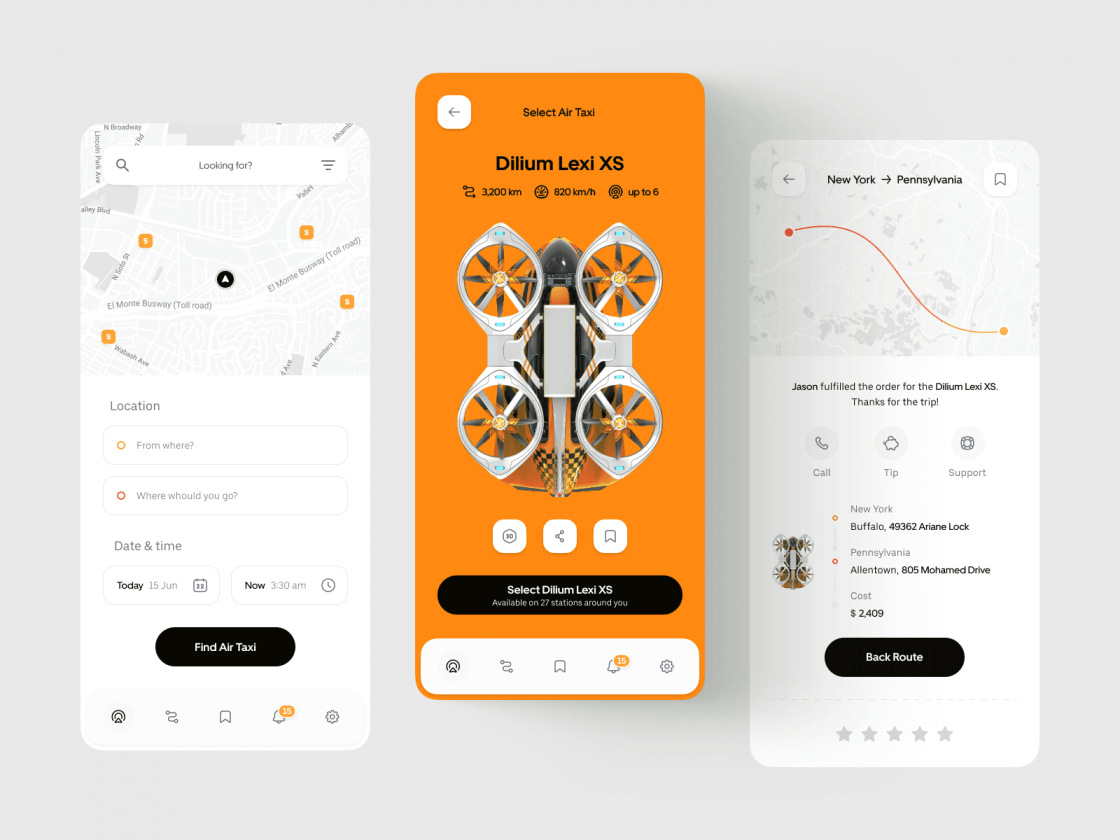 N Broadway
Lincoln Park Ave
Rd
Alhamb
Looking for?
Valley
alley Blvd
S
S
N Soto St
El Monte Busway (Toll road)
El Monte Busway (Toll road)
S
S
Wabash Ave
N Eastern Ave
d Ave
Location
From where?
Where whould you go?
Date & time
Today 15 Jun
22
Now 3:30 am
Find Air Taxi
15
Select Air Taxi
Dilium Lexi XS
3,200 km
820 km/h
up to 6
3D
Select Dilium Lexi XS
Available on 27 stations around you
15
New York → Pennsylvania
Jason fulfilled the order for the Dilium Lexi XS.
Thanks for the trip!
Call
Tip
Support
New York
Buffalo, 49362 Ariane Lock
Pennsylvania
Allentown, 805 Mohamed Drive
Cost
$ 2,409
Back Route